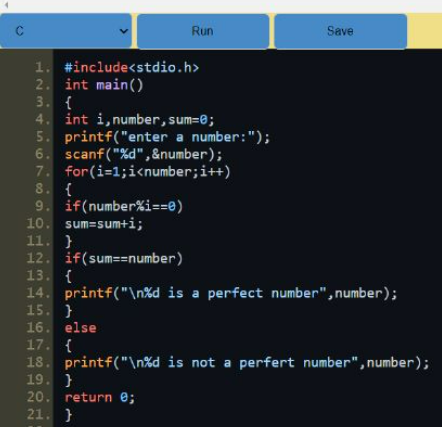 C Run Save
1. #include<stdio.h>
2. int main()
3. {
4. int i,number,sum=0;
5. printf("enter a number:");
6. scanf("%d",&number);
7. for(i=1;i<number;i++)
8. {
9. if(number%i==0)
10. sum=sum+i;
11. }
12. if(sum==number)
13. {
14. printf("\n%d is a perfect number",number);
15. }
16. else
17. {
18. printf("\n%d is not a perfert number",number);
19. }
20. return 0;
21. }